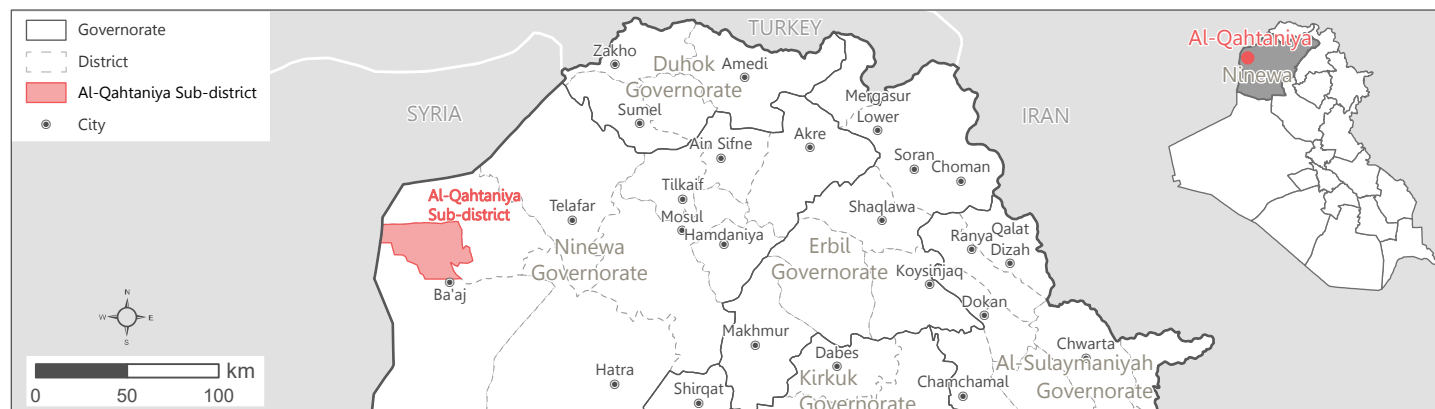 Governorate
District
Al-Qahtaniya Sub-district
City
TURKEY
SYRIA
IRAN
Zakho
Duhok
Governorate
Amedi
Sumel
Mergasur
Lower
Akre
Ain Sifne
Soran
Choman
Al-Qahtaniya
Sub-district
Tilkaif
Telafar
Mosul
Hamdaniya
Shaqlawa
Ranya
Qalat
Dizah
Ninewa
Governorate
Erbil
Governorate
Koysinjaq
Ba'aj
Dokan
Makhmur
Chwarta
Dabes
Al-Sulaymaniyah
Governorate
Hatra
Kirkuk
Governorate
Chamchamal
Shirqat
N
W
E
S
0
50
100
km
Al-Qahtaniya
Ninewa